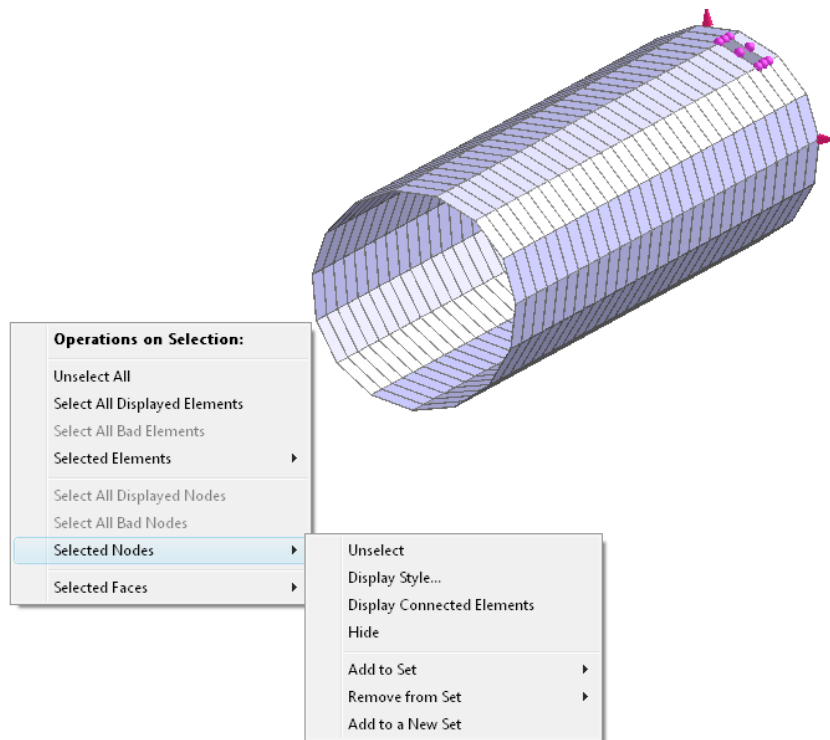 Operations on Selection:
Unselect All
Select All Displayed Elements
Select All Bad Elements
Selected Elements
Select All Displayed Nodes
Select All Bad Nodes
Selected Nodes
Selected Faces
Unselect
Display Style...
Display Connected Elements
Hide
Add to Set
Remove from Set
Add to a New Set